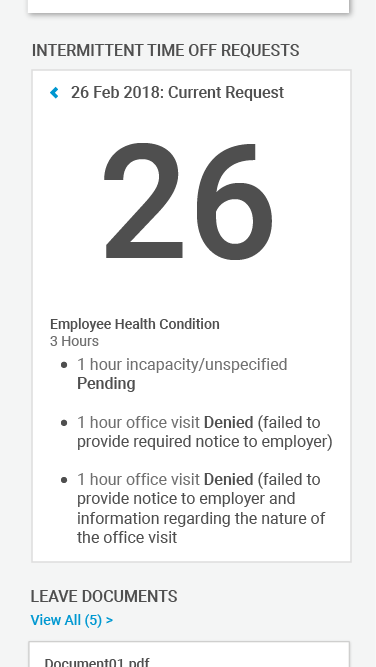 INTERMITTENT TIME OFF REQUESTS
26 Feb 2018: Current Request
26
Employee Health Condition
3 Hours
1 hour incapacity/unspecified
Pending
1 hour office visit Denied (failed to
provide required notice to employer)
1 hour office visit Denied (failed to
provide notice to employer and
information regarding the nature of
the office visit
LEAVE DOCUMENTS
View All (5) >
Document01.pdf